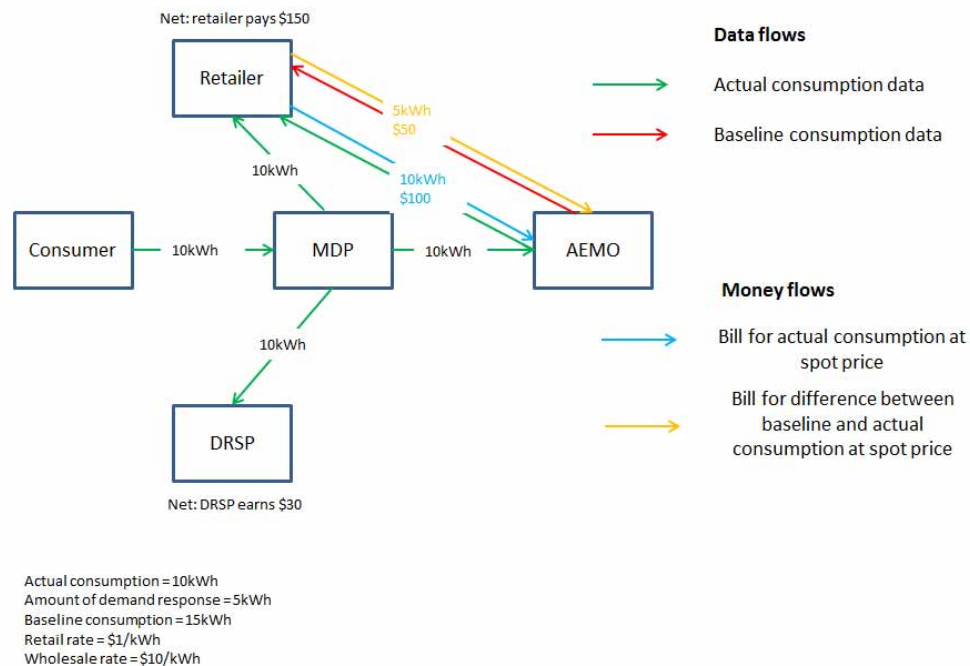 Net: retailer pays $150
Retailer
Data flows
Actual consumption data
Baseline consumption data
5kWh
$50
10kWh
10kWh
$100
Consumer
10kWh
MDP
10kWh
AEMO
Money flows
Bill for actual consumption at
spot price
Bill for difference between
baseline and actual
consumption at spot price
10kWh
DRSP
Net: DRSP earns $30
Actual consumption = 10kWh
Amount of demand response = 5kWh
Baseline consumption = 15kWh
Retail rate = $1/kWh
Wholesale rate = $10/kWh